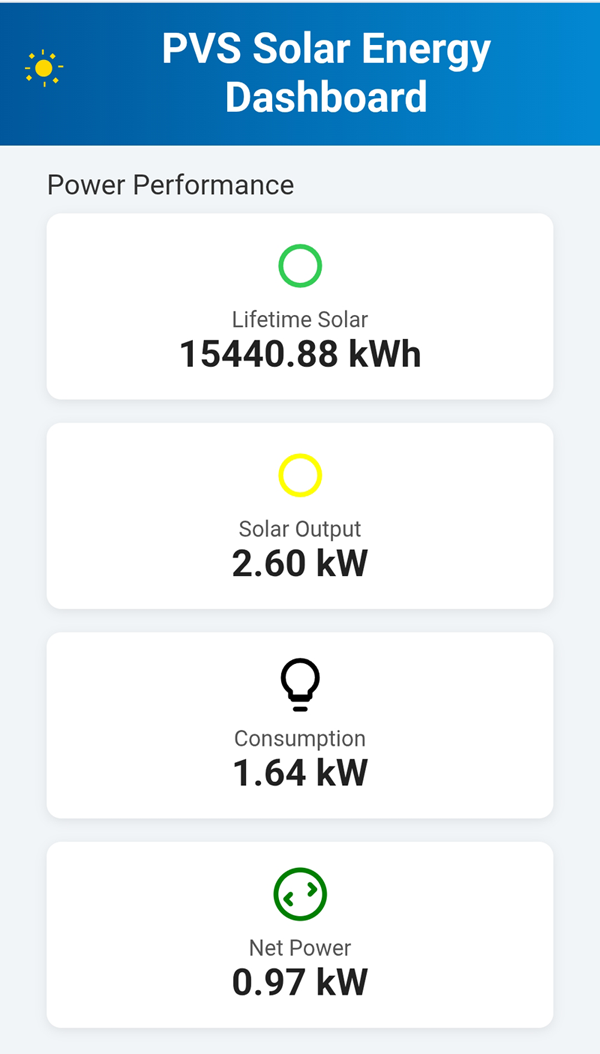 PVS Solar Energy
Dashboard
Power Performance
Lifetime Solar
15440.88 kWh
Solar Output
2.60 kW
Consumption
1.64 kW
Net Power
0.97 kW